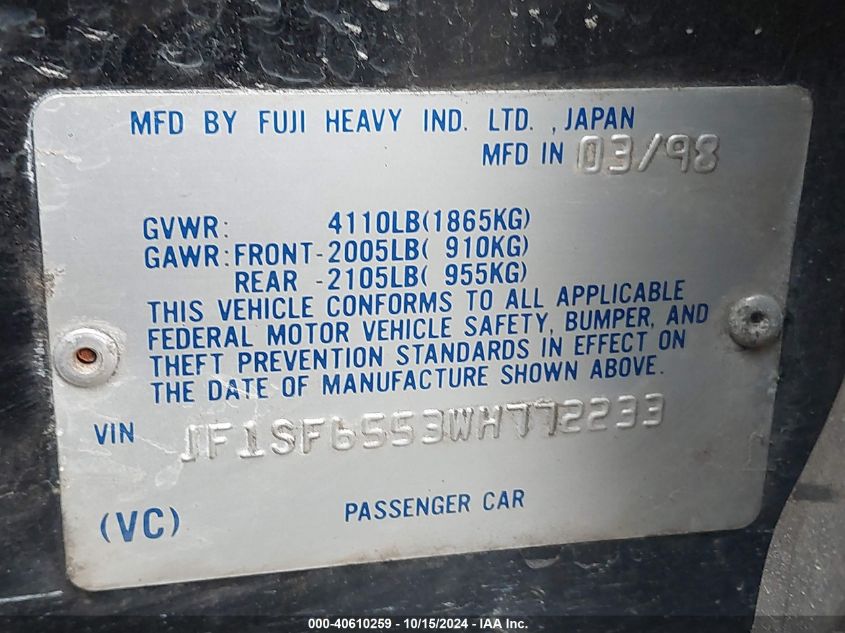 MFD BY FUJI HEAVY IND. LTD., JAPAN
MFD IN 03/98
GVWR: 4110LB(1865KG)
GAWR:FRONT-2005LB( 910KG)
REAR -2105LB( 955KG)
THIS VEHICLE CONFORMS TO ALL APPLICABLE
FEDERAL MOTOR VEHICLE SAFETY, BUMPER, AND
THEFT PREVENTION STANDARDS IN EFFECT ON
THE DATE OF MANUFACTURE SHOWN ABOVE.
VIN JF1SF6553WH772233
(VC) PASSENGER CAR
000-40610259 - 10/15/2024 - IAA Inc.